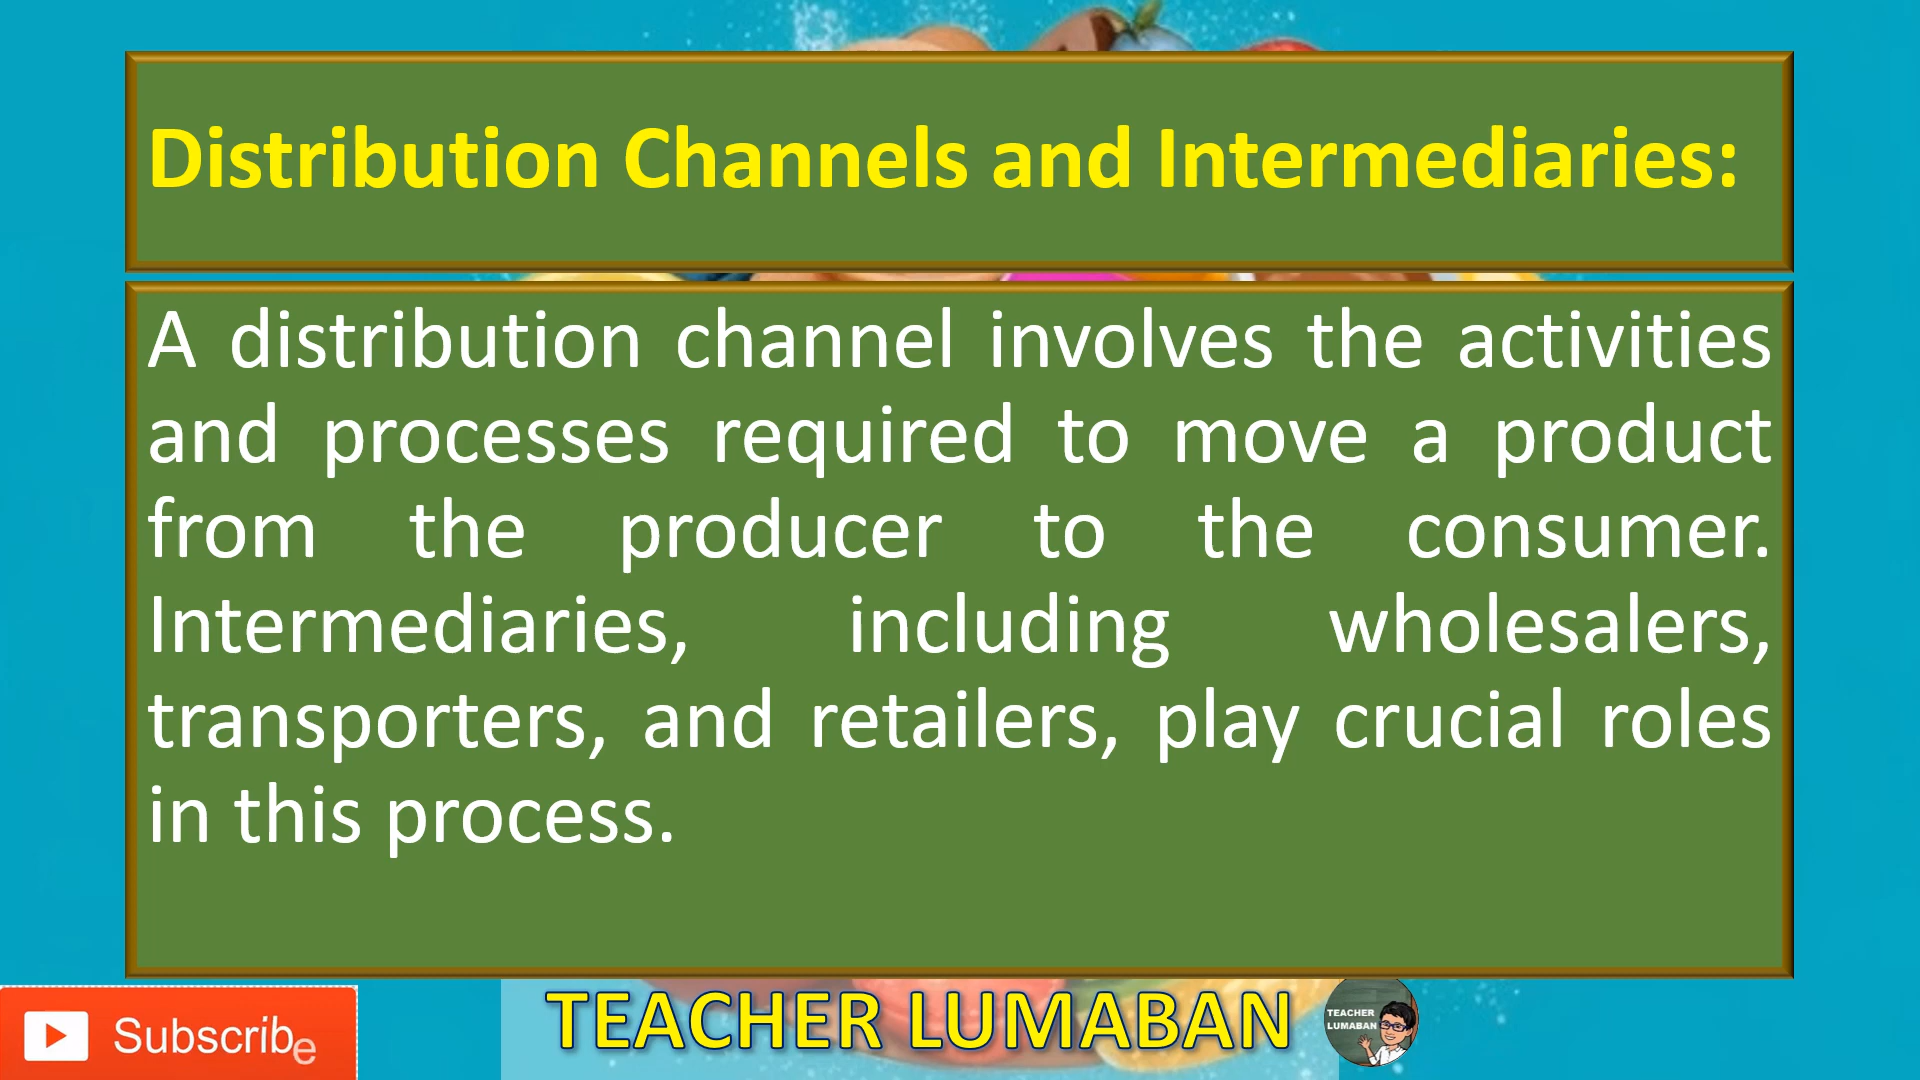 Distribution Channels and Intermediaries:
A distribution channel involves the activities
and processes required to move a product
from the producer to the consumer.
Intermediaries, including wholesalers,
transporters, and retailers, play crucial roles
in this process.
Subscribe
TEACHER LUMABAN
TEACHER
LUMABAN